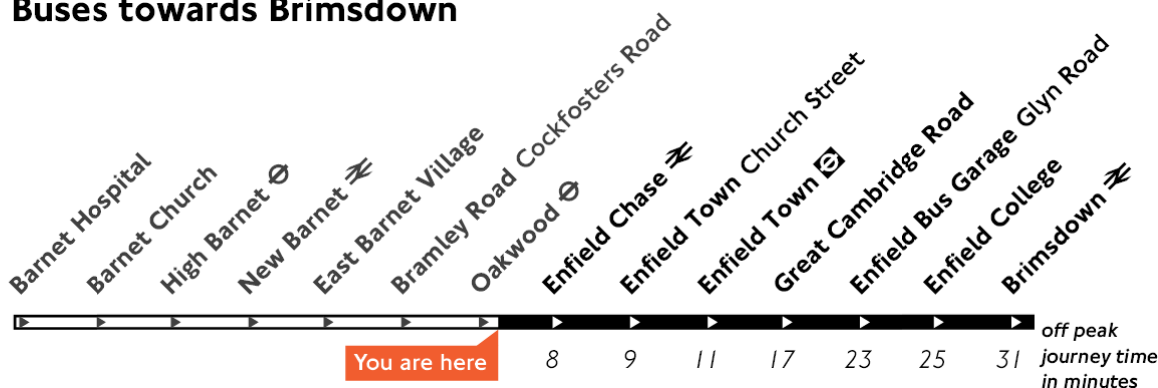 Buses towards Brimsdown
Barnet Hospital
Barnet Church
High Barnet
New Barnet
East Barnet Village
Bramley Road Cockfosters Road
Oakwood
Enfield Chase
Enfield Town Church Street
Enfield Town
Great Cambridge Road
Enfield Bus Garage Glyn Road
Enfield College
Brimsdown
You are here
8 9 11 17 23 25 31
off peak
journey time
in minutes